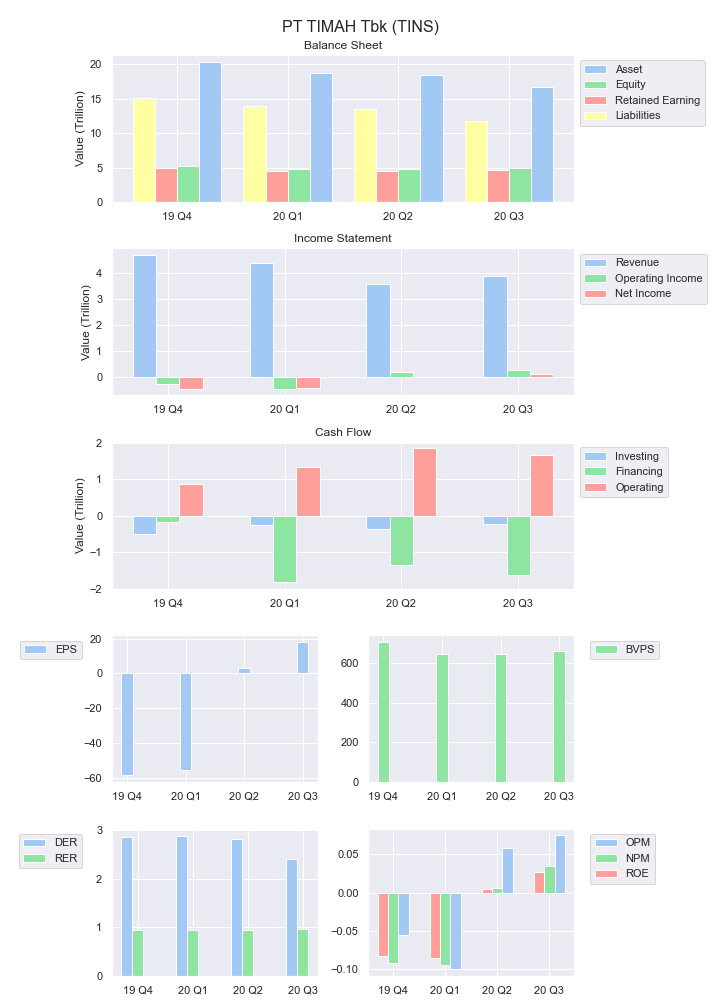 PT TIMAH Tbk (TINS)
Balance Sheet
Value (Trillion)
20
15
10
5
0
19 Q4 20 Q1 20 Q2 20 Q3
Asset
Equity
Retained Earning
Liabilities
Income Statement
Value (Trillion)
4
3
2
1
0
19 Q4 20 Q1 20 Q2 20 Q3
Revenue
Operating Income
Net Income
Cash Flow
Value (Trillion)
2
1
0
−1
−2
19 Q4 20 Q1 20 Q2 20 Q3
Investing
Financing
Operating
EPS
20
0
−20
−40
−60
19 Q4 20 Q1 20 Q2 20 Q3
600
400
200
0
19 Q4 20 Q1 20 Q2 20 Q3
BVPS
DER
RER
3
2
1
0
19 Q4 20 Q1 20 Q2 20 Q3
0.05
0.00
−0.05
−0.10
19 Q4 20 Q1 20 Q2 20 Q3
OPM
NPM
ROE